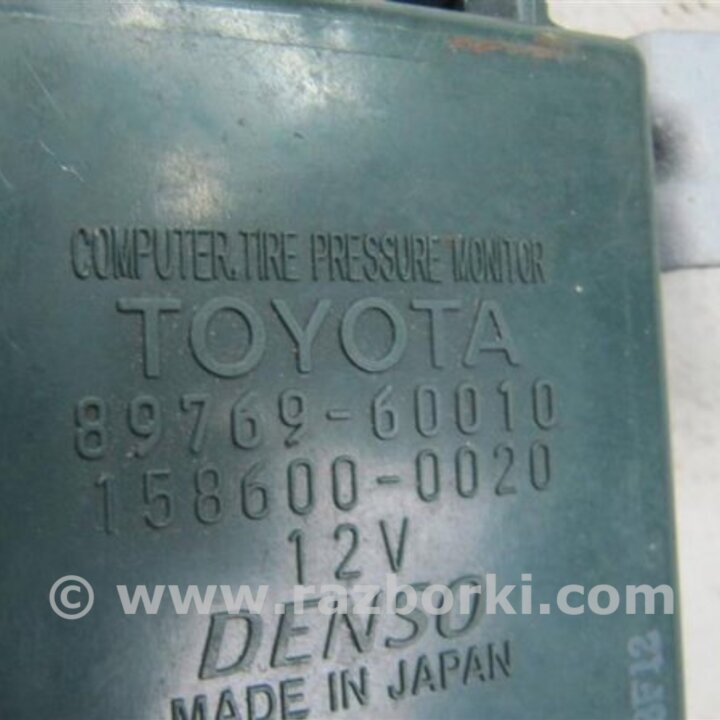 COMPUTER.TIRE PRESSURE MONITOR
TOYOTA
89769-60010
158600-0020
12V
© www.razborki.com
DENSO
MADE IN JAPAN